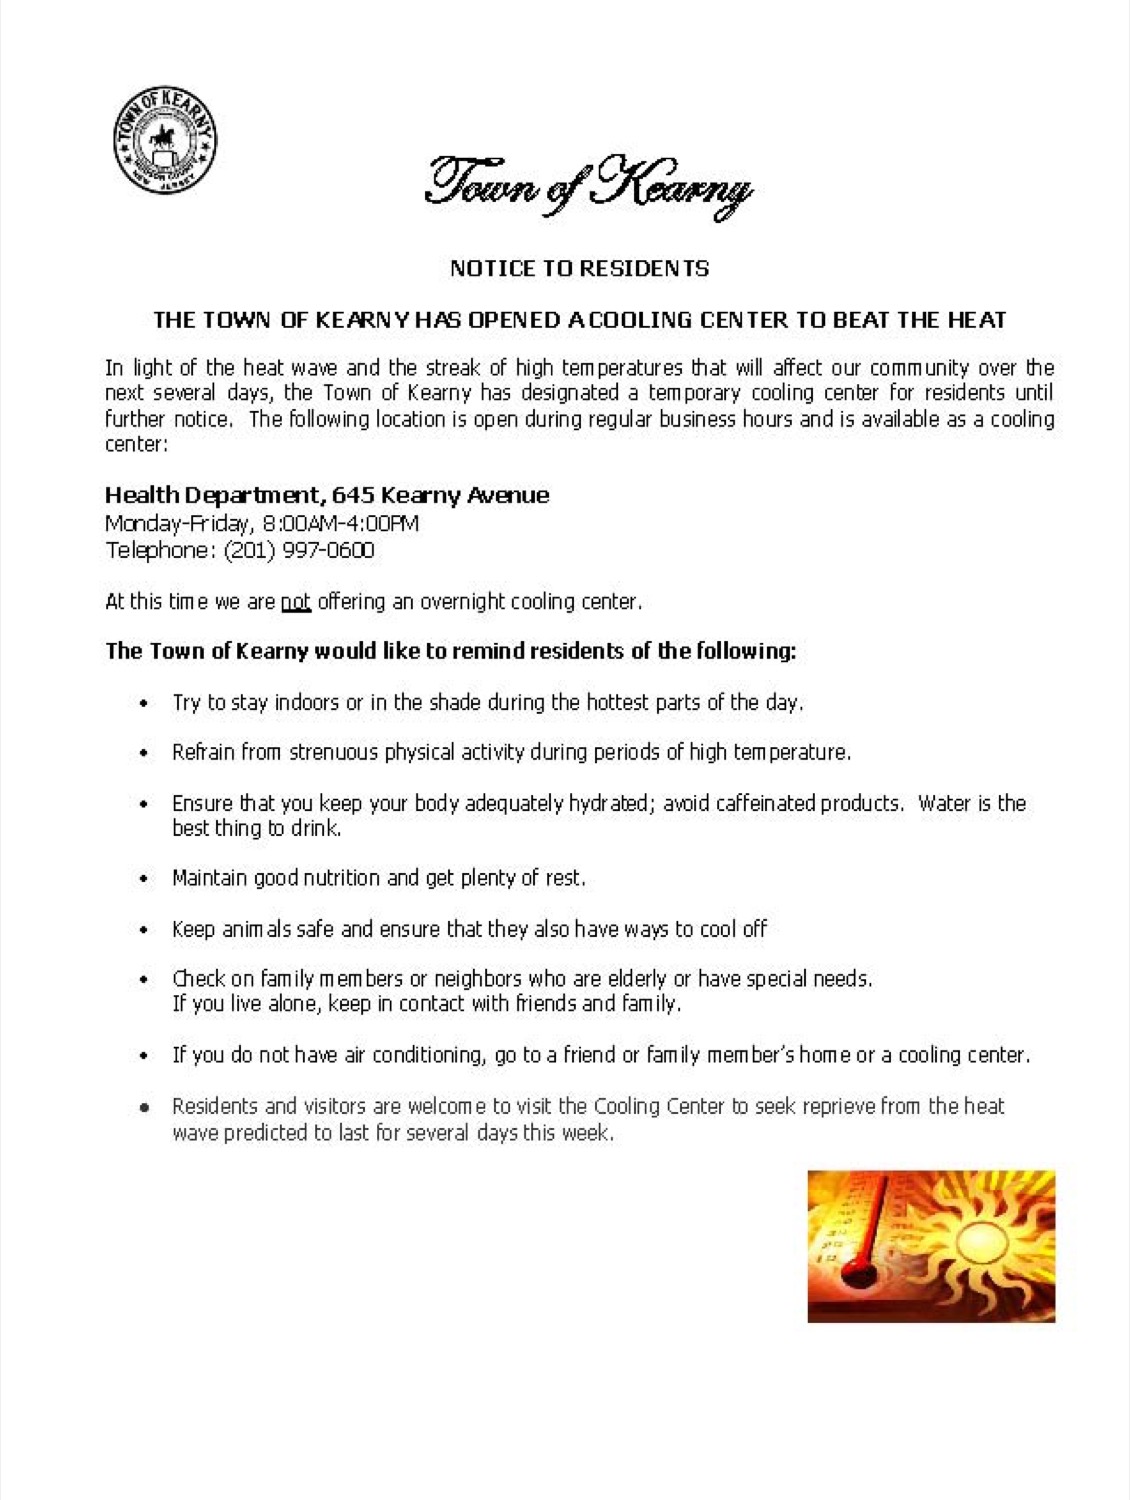 TOWN OF KEARNY
HUDSON COUNTY
NEW JERSEY
Town of Kearny
NOTICE TO RESIDENTS
THE TOWN OF KEARNY HAS OPENED A COOLING CENTER TO BEAT THE HEAT
In light of the heat wave and the streak of high temperatures that will affect our community over the
next several days, the Town of Kearny has designated a temporary cooling center for residents until
further notice. The following location is open during regular business hours and is available as a cooling
center:
Health Department, 645 Kearny Avenue
Monday-Friday, 8:00AM-4:00PM
Telephone: (201) 997-0600
At this time we are not offering an overnight cooling center.
The Town of Kearny would like to remind residents of the following:
• Try to stay indoors or in the shade during the hottest parts of the day.
• Refrain from strenuous physical activity during periods of high temperature.
• Ensure that you keep your body adequately hydrated; avoid caffeinated products. Water is the
best thing to drink.
• Maintain good nutrition and get plenty of rest.
• Keep animals safe and ensure that they also have ways to cool off
• Check on family members or neighbors who are elderly or have special needs.
If you live alone, keep in contact with friends and family.
• If you do not have air conditioning, go to a friend or family member's home or a cooling center.
• Residents and visitors are welcome to visit the Cooling Center to seek reprieve from the heat
wave predicted to last for several days this week.